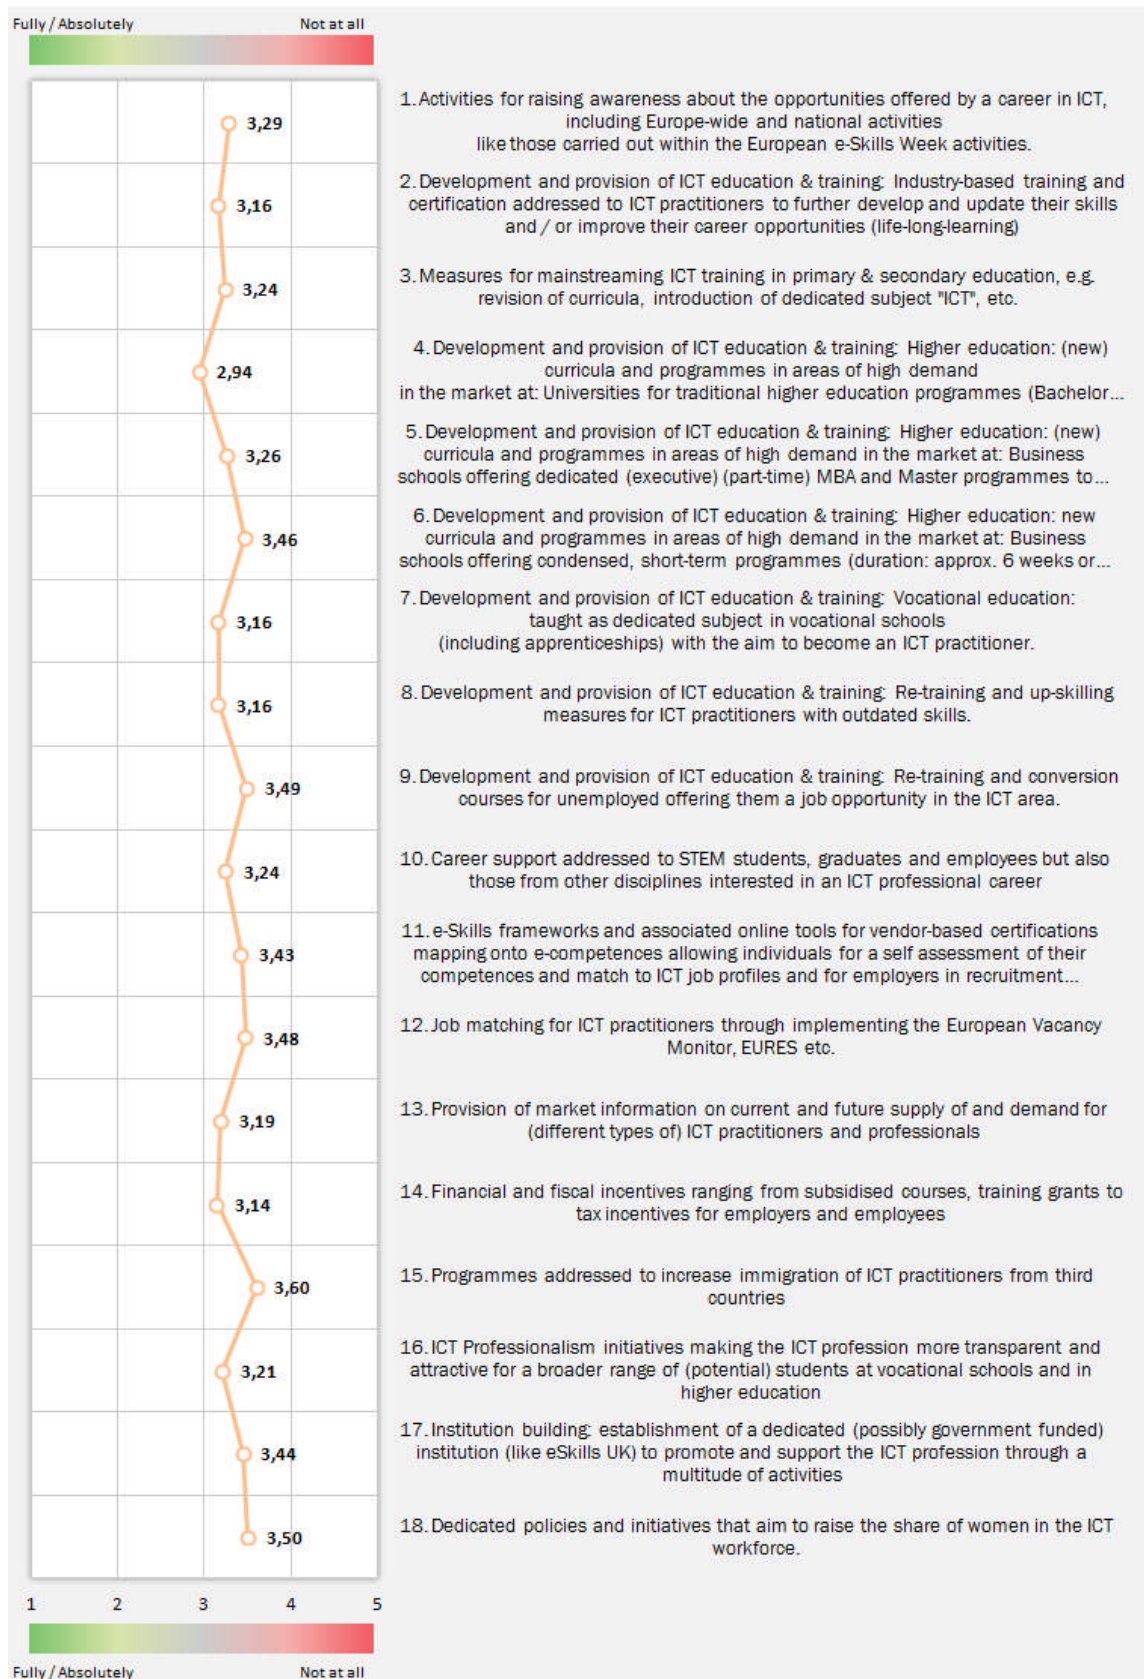 Fully / Absolutely Not at all
3,29
1. Activities for raising awareness about the opportunities offered by a career in ICT,
including Europe-wide and national activities
like those carried out within the European e-Skills Week activities.
3,16
2. Development and provision of ICT education & training: Industry-based training and
certification addressed to ICT practitioners to further develop and update their skills
and / or improve their career opportunities (life-long-learning)
3,24
3. Measures for mainstreaming ICT training in primary & secondary education, e.g.
revision of curricula, introduction of dedicated subject "ICT", etc.
2,94
4. Development and provision of ICT education & training: Higher education: (new)
curricula and programmes in areas of high demand
in the market at: Universities for traditional higher education programmes (Bachelor...
3,26
5. Development and provision of ICT education & training: Higher education: (new)
curricula and programmes in areas of high demand in the market at: Business
schools offering dedicated (executive) (part-time) MBA and Master programmes to...
3,46
6. Development and provision of ICT education & training: Higher education: new
curricula and programmes in areas of high demand in the market at: Business
schools offering condensed, short-term programmes (duration: approx. 6 weeks or...
3,16
7. Development and provision of ICT education & training: Vocational education:
taught as dedicated subject in vocational schools
(including apprenticeships) with the aim to become an ICT practitioner.
3,16
8. Development and provision of ICT education & training: Re-training and up-skilling
measures for ICT practitioners with outdated skills.
3,49
9. Development and provision of ICT education & training: Re-training and conversion
courses for unemployed offering them a job opportunity in the ICT area.
3,24
10. Career support addressed to STEM students, graduates and employees but also
those from other disciplines interested in an ICT professional career
3,43
11. e-Skills frameworks and associated online tools for vendor-based certifications
mapping onto e-competences allowing individuals for a self assessment of their
competences and match to ICT job profiles and for employers in recruitment...
3,48
12. Job matching for ICT practitioners through implementing the European Vacancy
Monitor, EURES etc.
3,19
13. Provision of market information on current and future supply of and demand for
(different types of) ICT practitioners and professionals
3,14
14. Financial and fiscal incentives ranging from subsidised courses, training grants to
tax incentives for employers and employees
3,60
15. Programmes addressed to increase immigration of ICT practitioners from third
countries
3,21
16. ICT Professionalism initiatives making the ICT profession more transparent and
attractive for a broader range of (potential) students at vocational schools and in
higher education
3,44
17. Institution building: establishment of a dedicated (possibly government funded)
institution (like eSkills UK) to promote and support the ICT profession through a
multitude of activities
3,50
18. Dedicated policies and initiatives that aim to raise the share of women in the ICT
workforce.
1 2 3 4 5
Fully / Absolutely Not at all